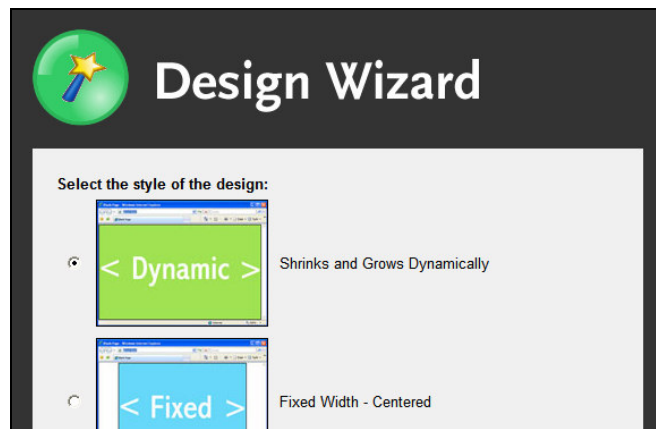 Design Wizard
Select the style of the design:
< Dynamic >
Shrinks and Grows Dynamically
< Fixed >
Fixed Width - Centered